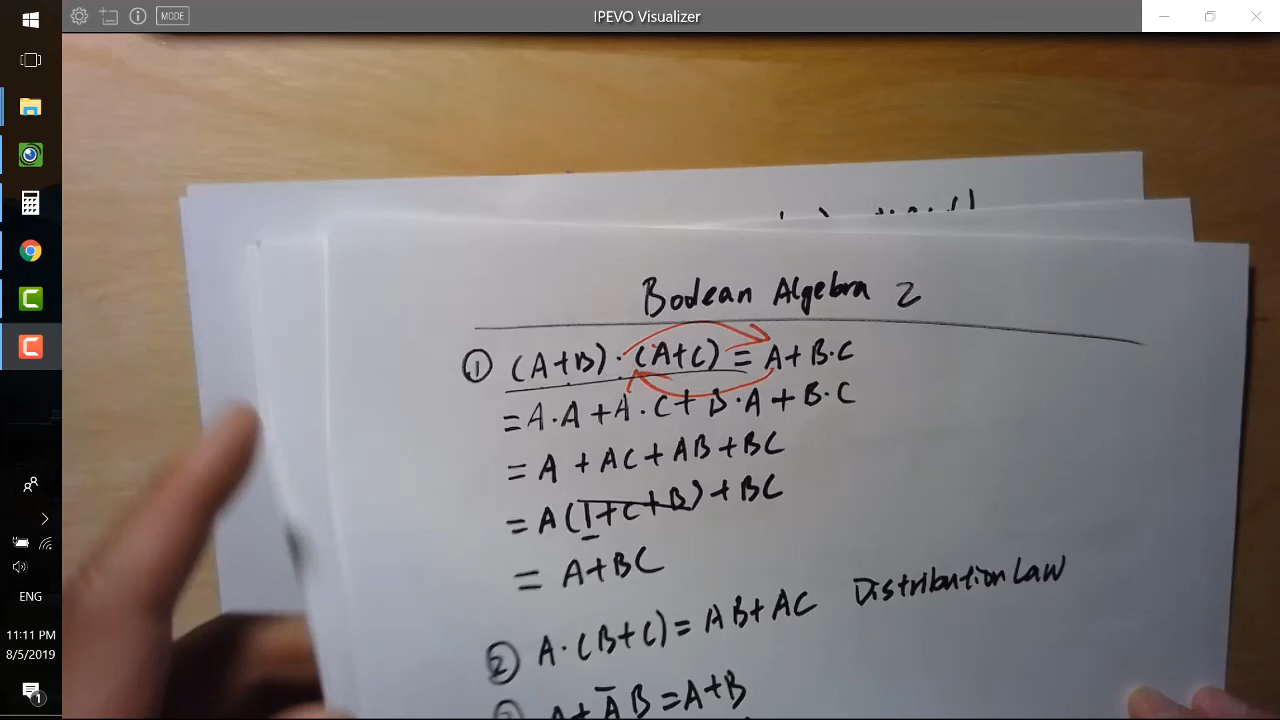 MODE
IPEVO Visualizer
Boolean Algebra 2
① (A+B)·(A+C) = A+B·C
= A·A + A·C + B·A + B·C
= A + AC + AB + BC
= A(1+C+B) + BC
= A+BC
② A·(B+C) = AB+AC Distribution Law
A+A̅B = A+B
ENG
11:11 PM
8/5/2019
1